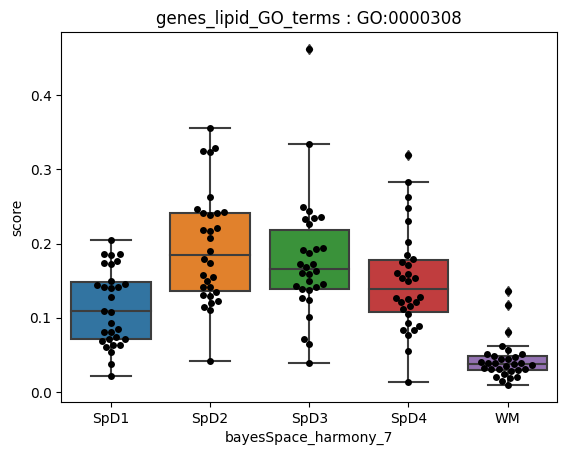 genes_lipid_GO_terms : GO:0000308
score
0.4
0.3
0.2
0.1
0.0
SpD1 SpD2 SpD3 SpD4 WM
bayesSpace_harmony_7